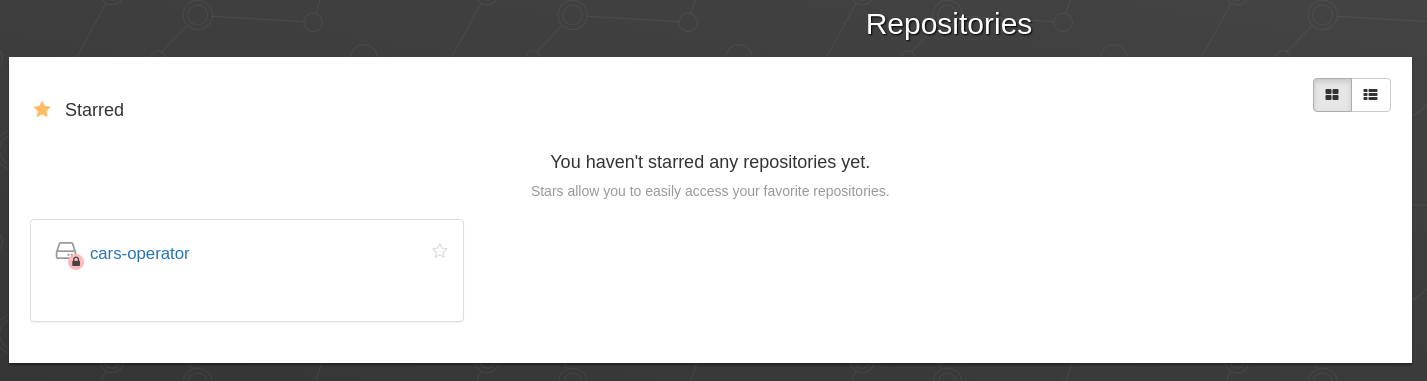 Repositories
Starred
You haven't starred any repositories yet.
Stars allow you to easily access your favorite repositories.
cars-operator